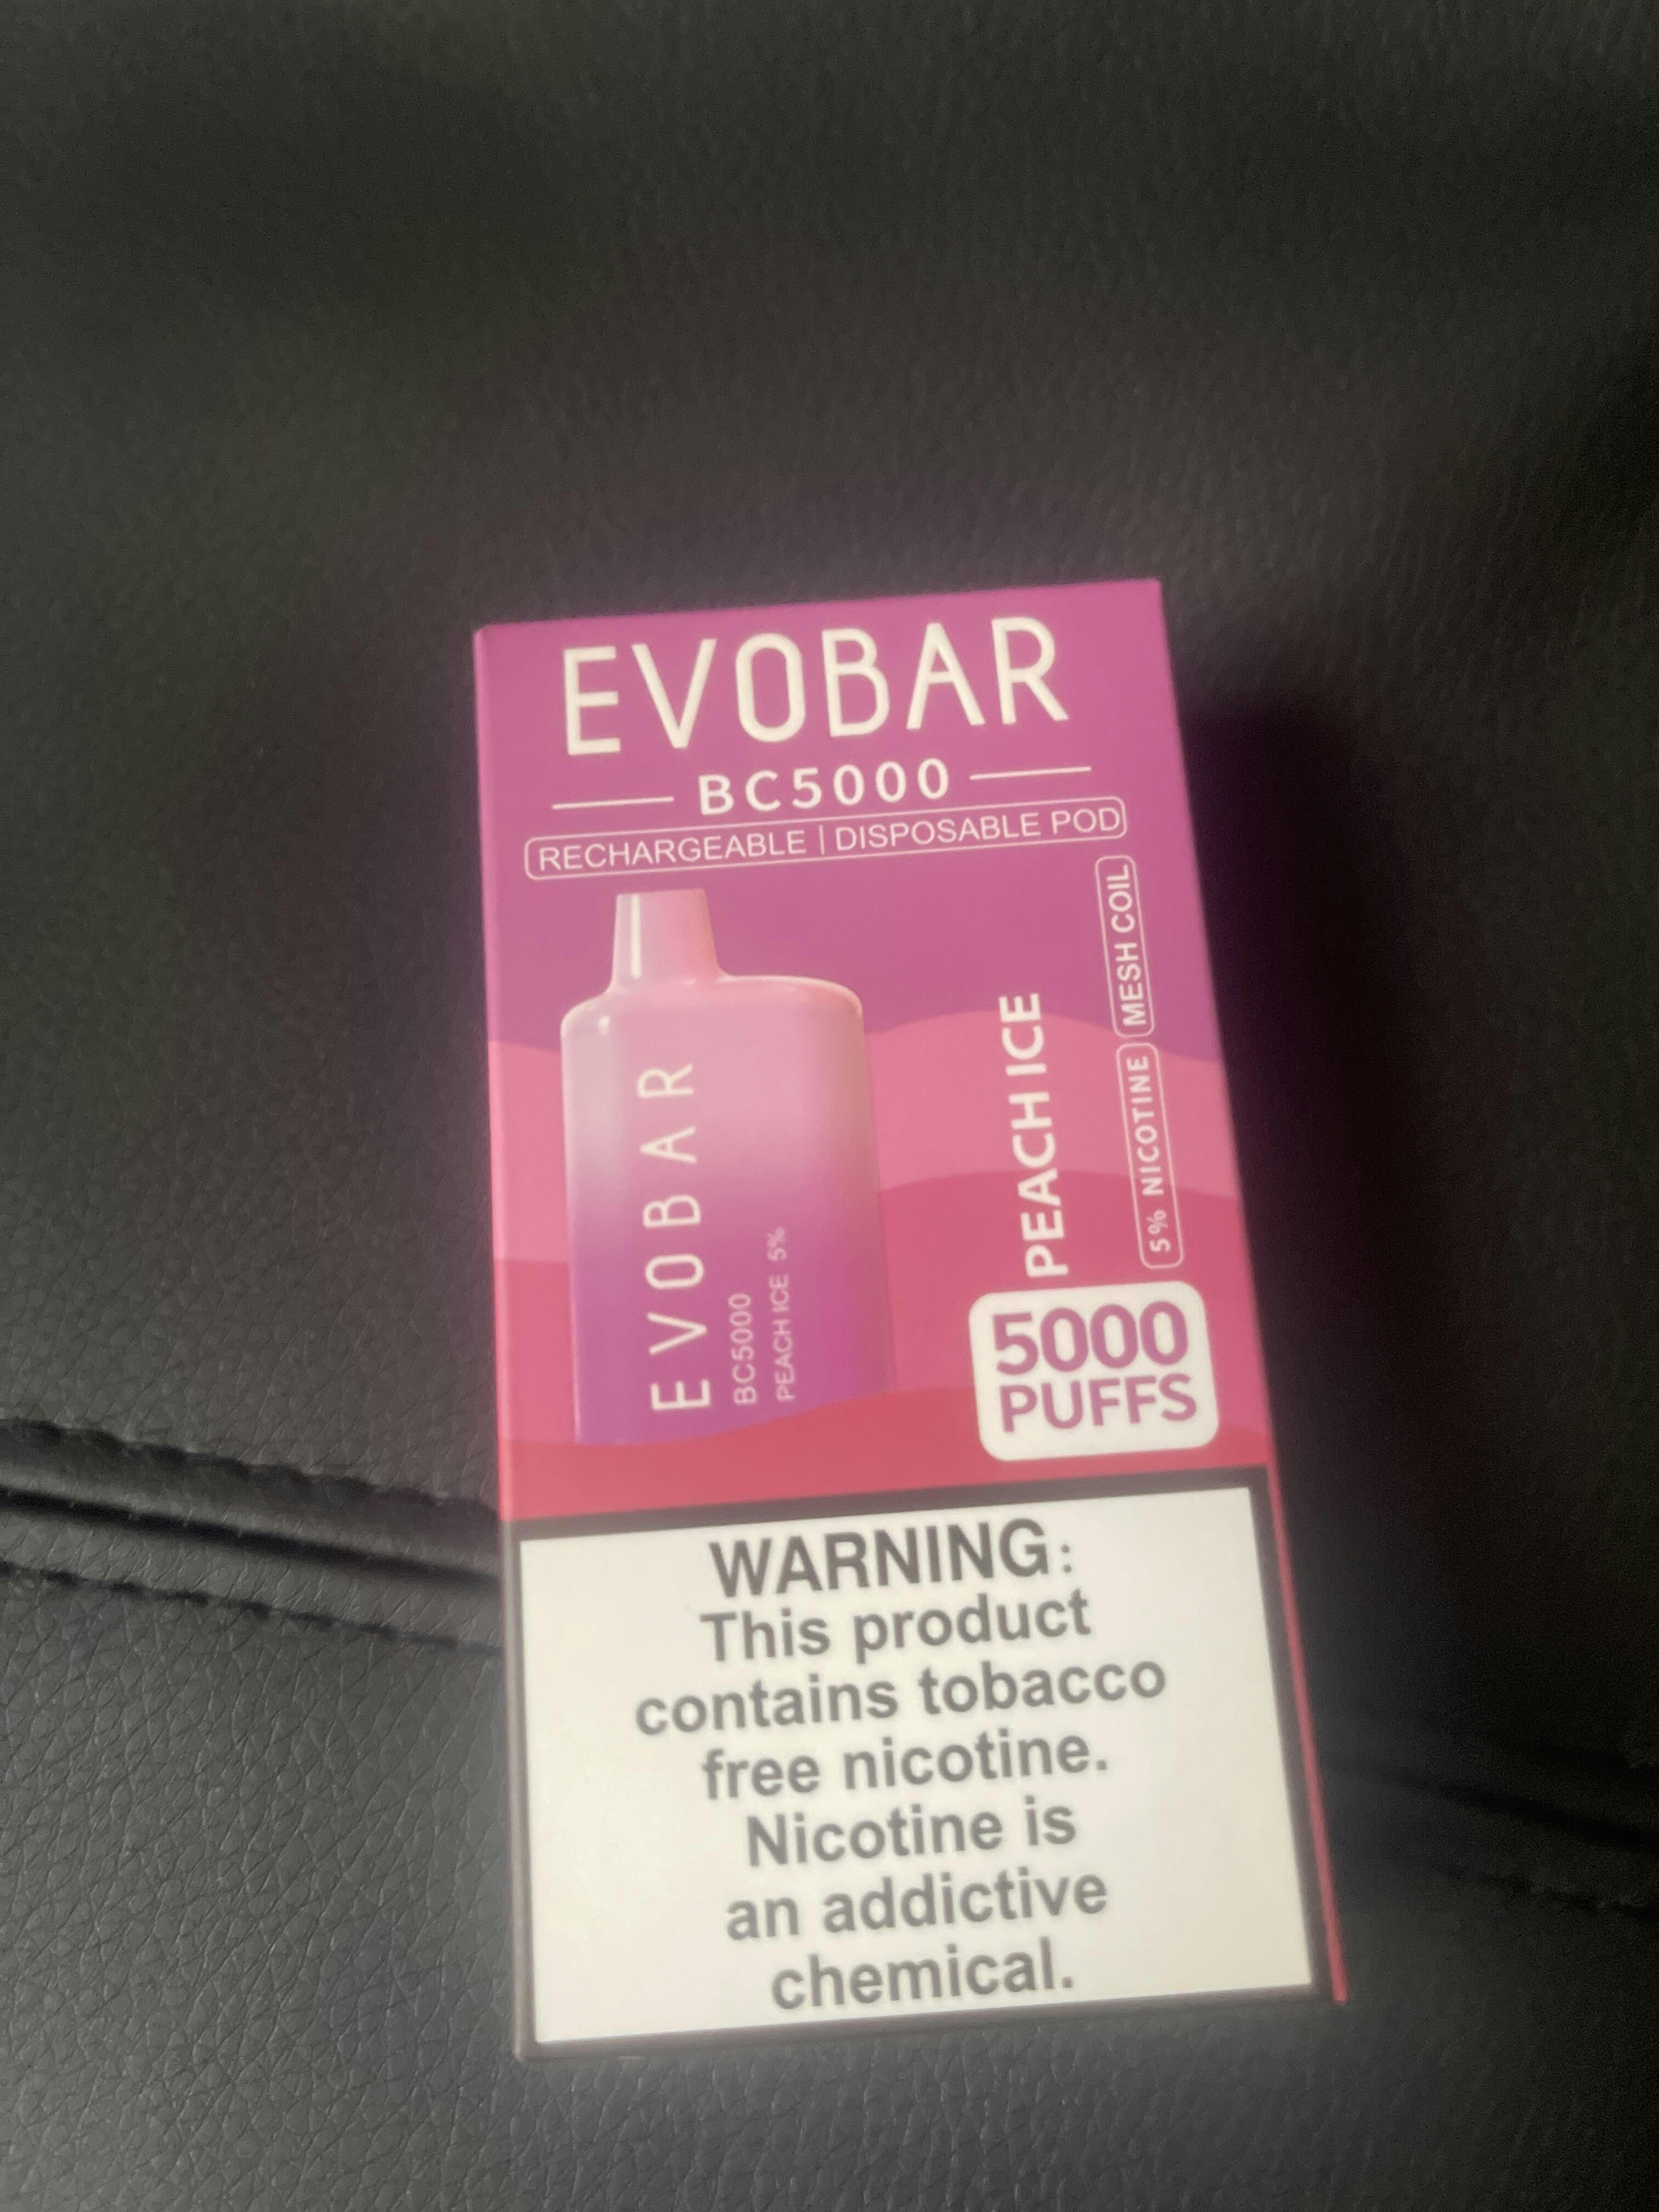 EVOBAR
BC5000
RECHARGEABLE | DISPOSABLE POD
MESH COIL
5% NICOTINE
PEACH ICE
EVOBAR
BC5000
PEACH ICE 5%
5000
PUFFS
WARNING:
This product
contains tobacco
free nicotine.
Nicotine is
an addictive
chemical.